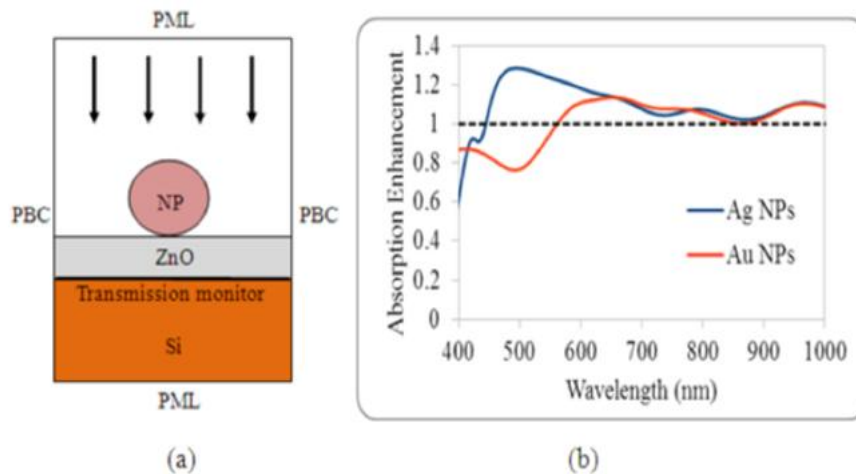 PML
NP
PBC
PBC
ZnO
Transmission monitor
Si
PML
(a)
Absorption Enhancement
1.4
1.2
1
0.8
0.6
0.4
0.2
0
Ag NPs
Au NPs
400 500 600 700 800 900 1000
Wavelength (nm)
(b)